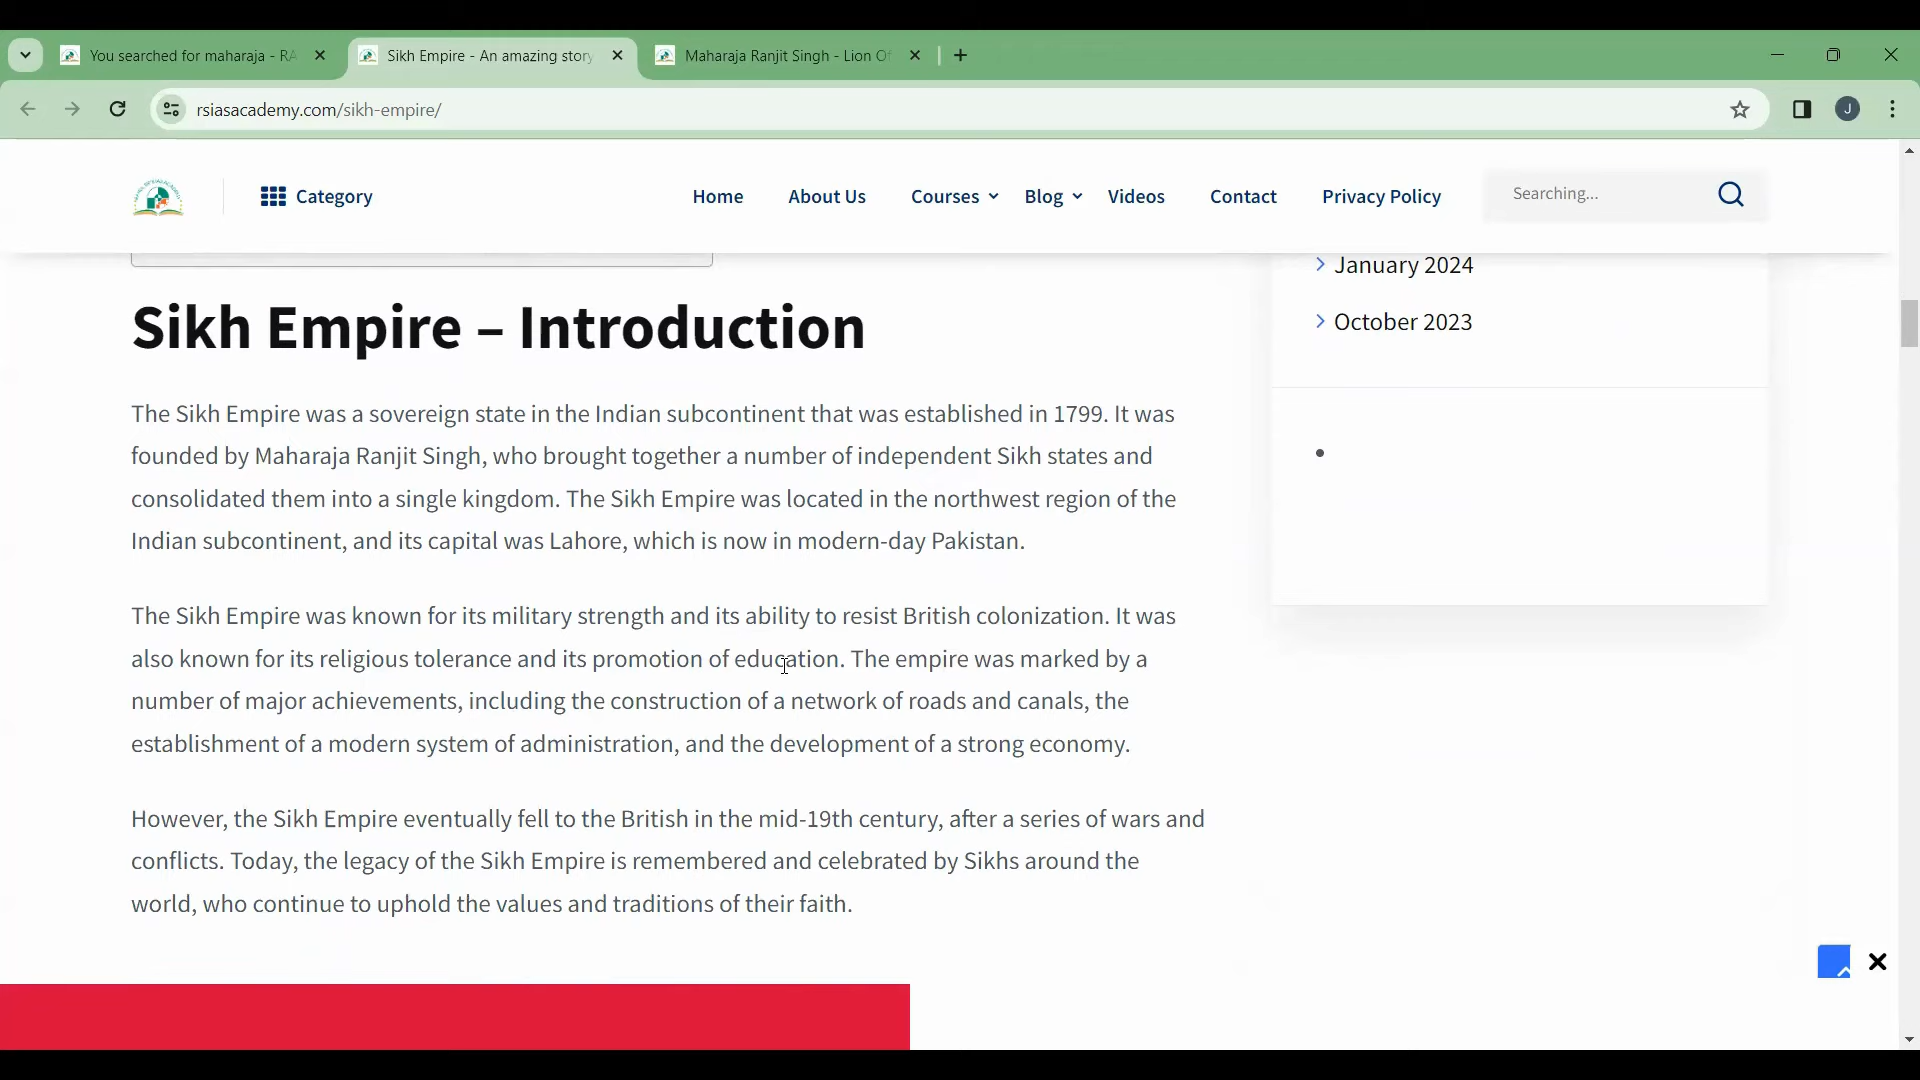 You searched for maharaja - RA
Sikh Empire - An amazing story
Maharaja Ranjit Singh - Lion Of
rsiasacademy.com/sikh-empire/
J
Category
Home
About Us
Courses
Blog
Videos
Contact
Privacy Policy
Searching...
January 2024
October 2023
Sikh Empire – Introduction
The Sikh Empire was a sovereign state in the Indian subcontinent that was established in 1799. It was
founded by Maharaja Ranjit Singh, who brought together a number of independent Sikh states and
consolidated them into a single kingdom. The Sikh Empire was located in the northwest region of the
Indian subcontinent, and its capital was Lahore, which is now in modern-day Pakistan.
The Sikh Empire was known for its military strength and its ability to resist British colonization. It was
also known for its religious tolerance and its promotion of education. The empire was marked by a
number of major achievements, including the construction of a network of roads and canals, the
establishment of a modern system of administration, and the development of a strong economy.
However, the Sikh Empire eventually fell to the British in the mid-19th century, after a series of wars and
conflicts. Today, the legacy of the Sikh Empire is remembered and celebrated by Sikhs around the
world, who continue to uphold the values and traditions of their faith.